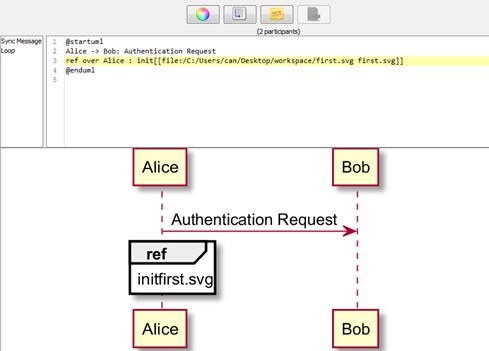 (2 participants)
Sync Message
Loop
1 @startuml
2 Alice -> Bob: Authentication Request
3 ref over Alice : init[[file:/C:/Users/can/Desktop/workspace/first.svg first.svg]]
4 @enduml
5
Alice
Bob
Authentication Request
ref
initfirst.svg
Alice
Bob